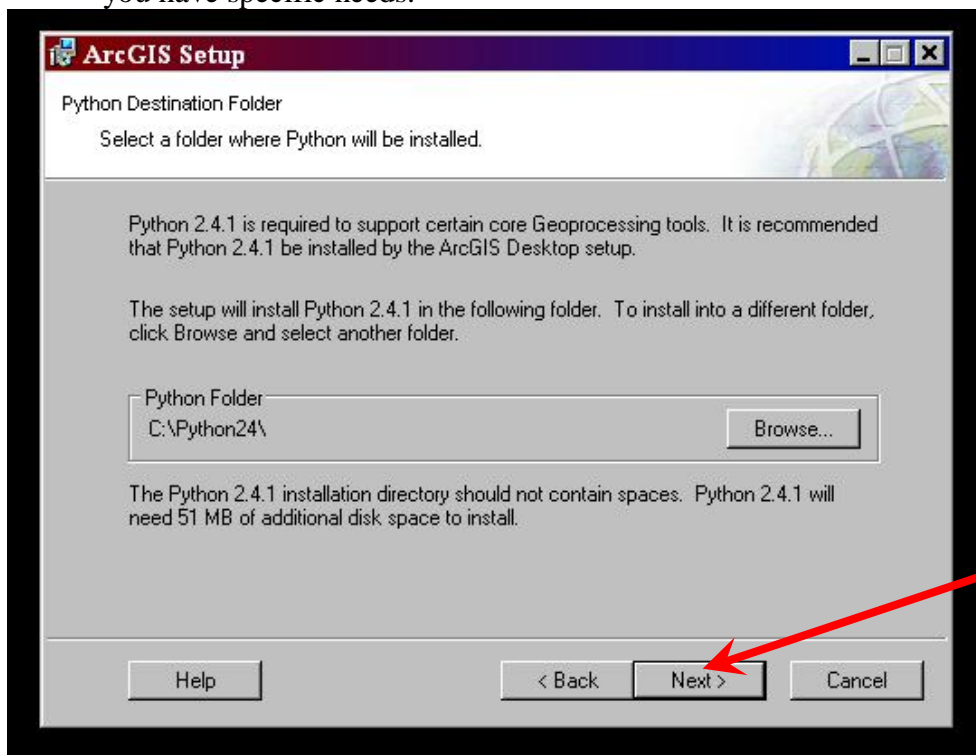 you have specific needs.
ArcGIS Setup
Python Destination Folder
Select a folder where Python will be installed.
Python 2.4.1 is required to support certain core Geoprocessing tools. It is recommended
that Python 2.4.1 be installed by the ArcGIS Desktop setup.
The setup will install Python 2.4.1 in the following folder. To install into a different folder,
click Browse and select another folder.
Python Folder
C:\Python24\
Browse...
The Python 2.4.1 installation directory should not contain spaces. Python 2.4.1 will
need 51 MB of additional disk space to install.
Help
< Back
Next >
Cancel